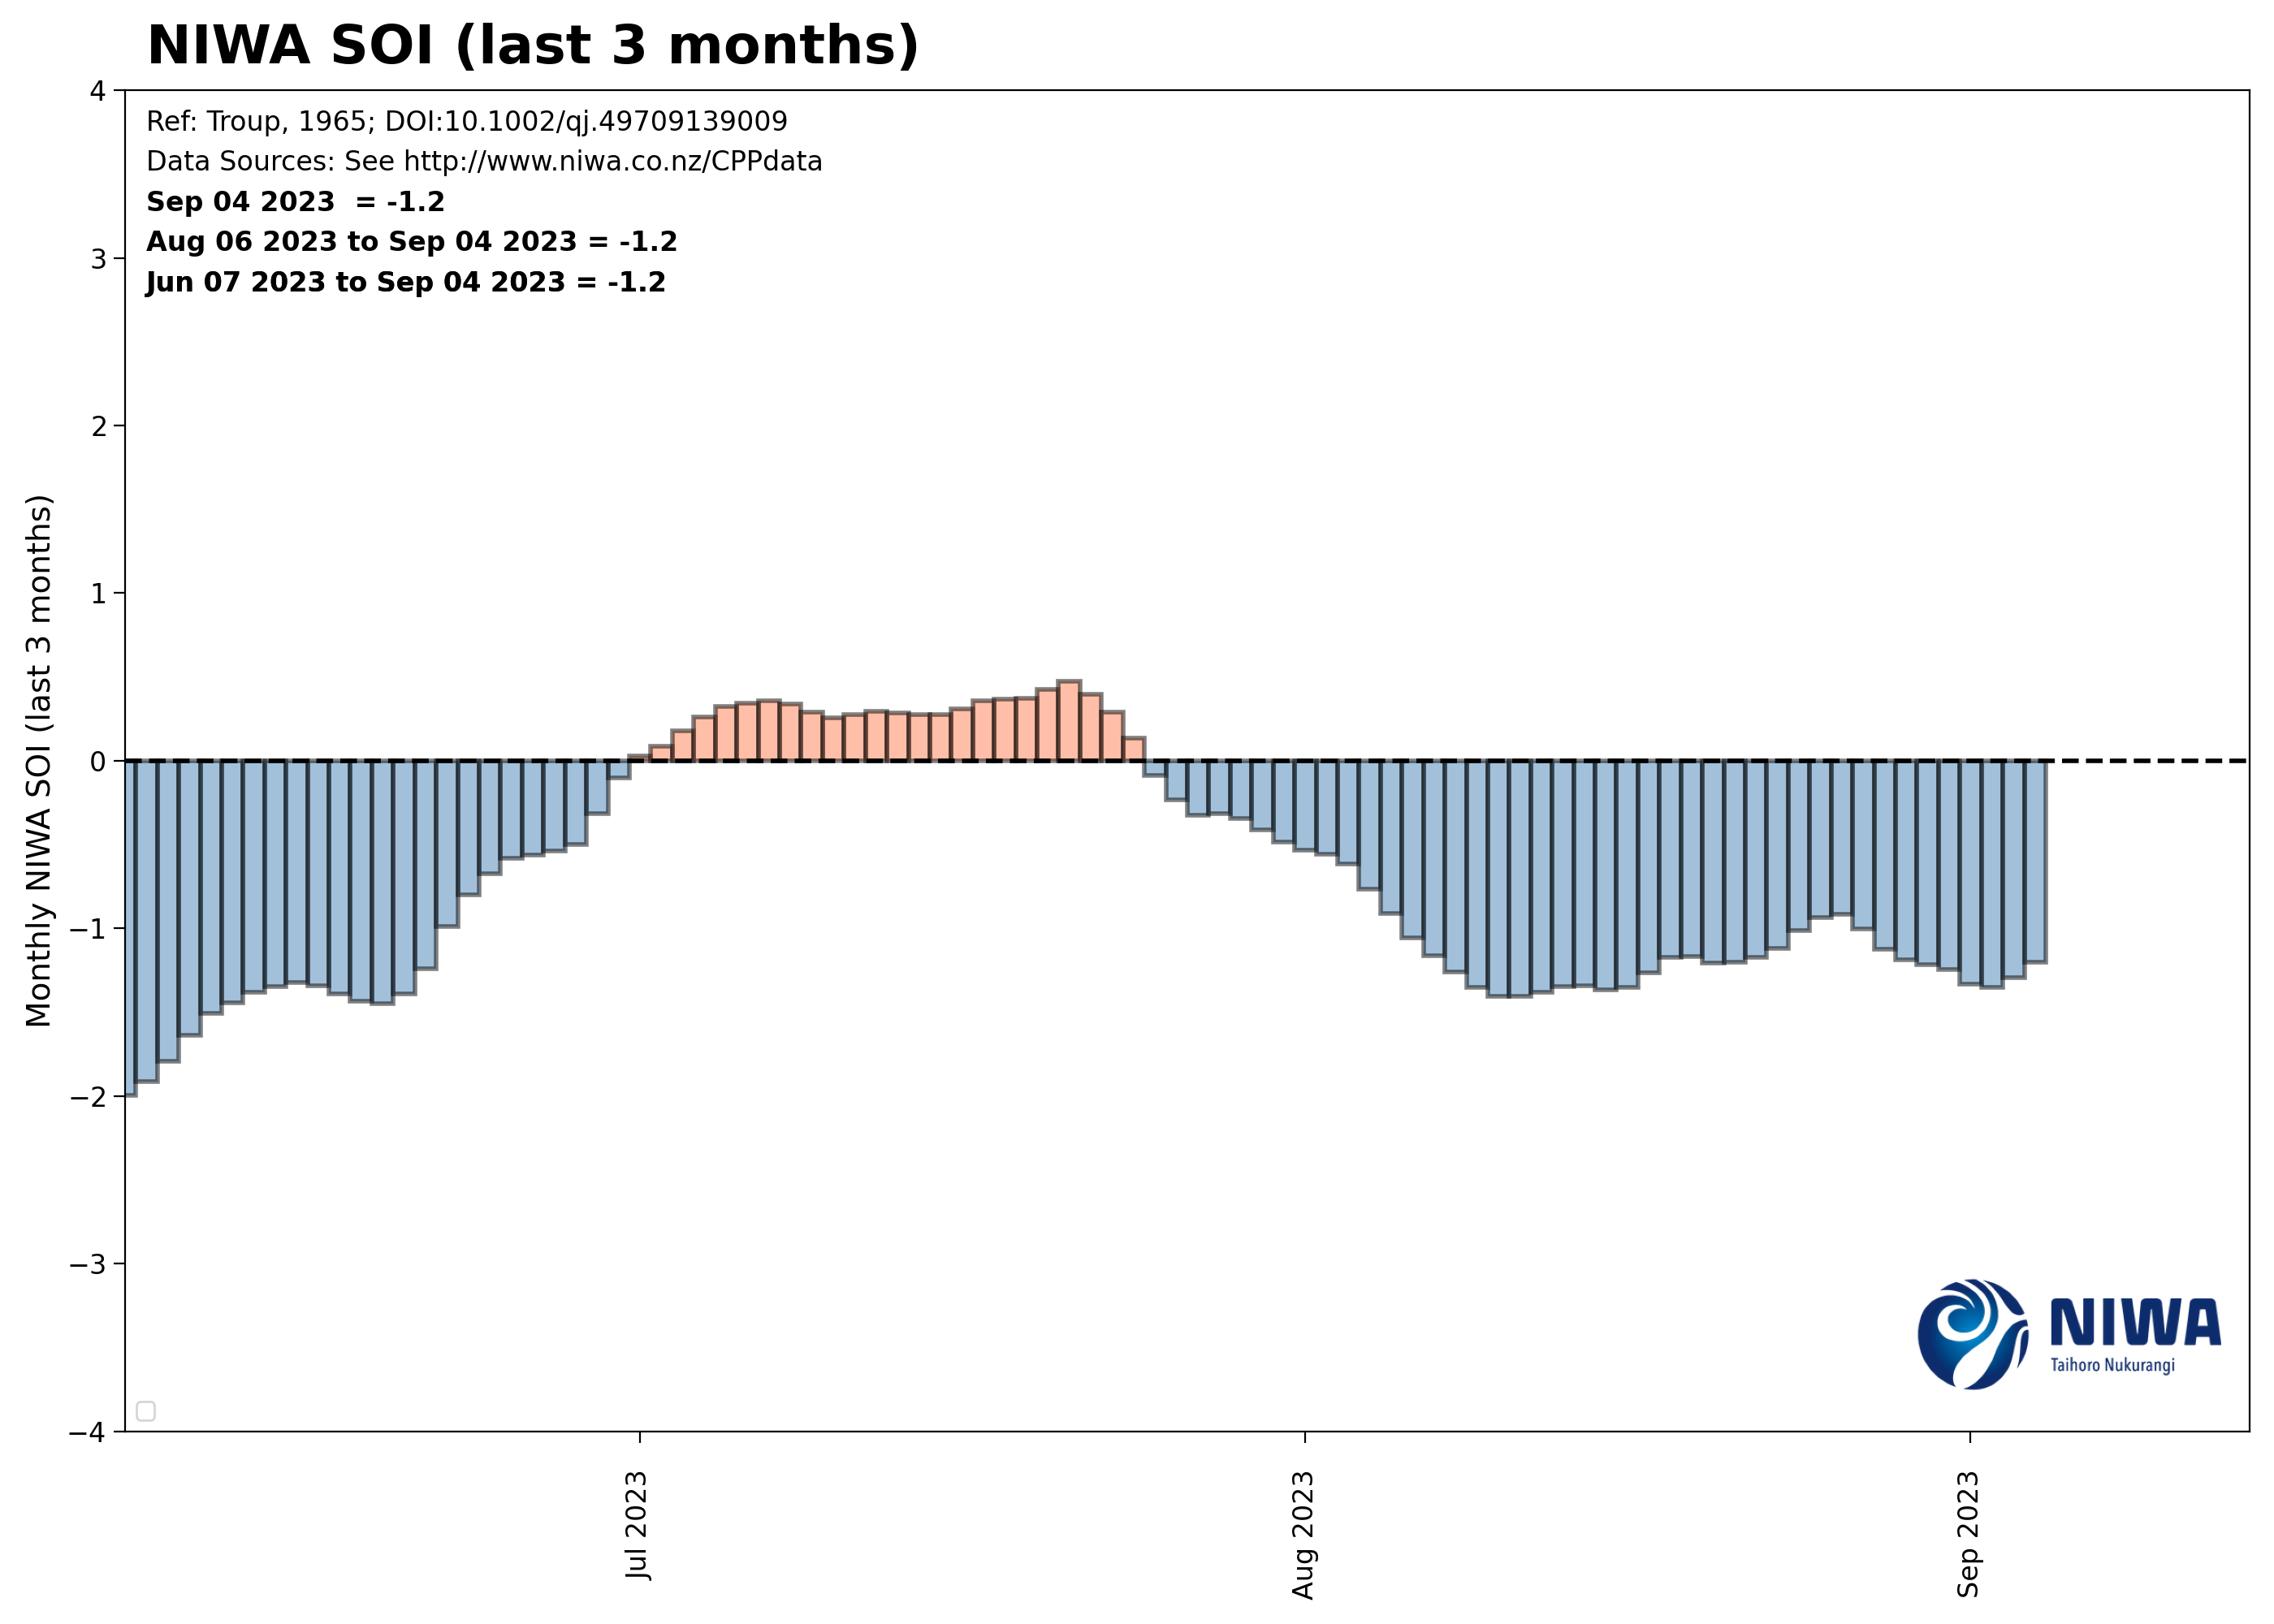 NIWA SOI (last 3 months)
Ref: Troup, 1965; DOI:10.1002/qj.49709139009
Data Sources: See http://www.niwa.co.nz/CPPdata
Sep 04 2023  = -1.2
Aug 06 2023 to Sep 04 2023 = -1.2
Jun 07 2023 to Sep 04 2023 = -1.2
Monthly NIWA SOI (last 3 months)
4
3
2
1
0
−1
−2
−3
−4
Jul 2023
Aug 2023
Sep 2023
NIWA
Taihoro Nukurangi